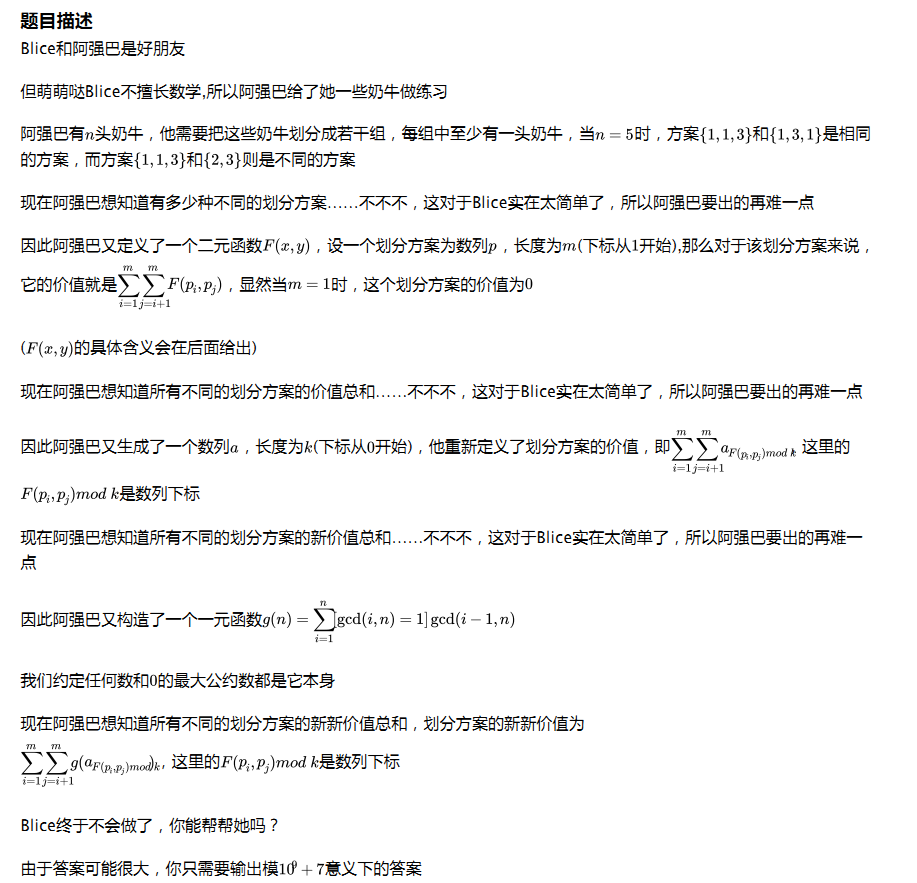 题目描述
Blice和阿强巴是好朋友
但萌萌哒Blice不擅长数学,所以阿强巴给了她一些奶牛做练习
阿强巴有n头奶牛，他需要把这些奶牛划分成若干组，每组中至少有一头奶牛，当n = 5时，方案{1,1,3}和{1,3,1}是相同
的方案，而方案{1,1,3}和{2,3}则是不同的方案
现在阿强巴想知道有多少种不同的划分方案……不不不，这对于Blice实在太简单了，所以阿强巴要出的再难一点
因此阿强巴又定义了一个二元函数F(x,y)，设一个划分方案为数列p，长度为m(下标从1开始),那么对于该划分方案来说，
它的价值就是∑_{i=1}^{m}∑_{j=i+1}^{m}F(p_i,p_j)，显然当m = 1时，这个划分方案的价值为0
(F(x,y)的具体含义会在后面给出)
现在阿强巴想知道所有不同的划分方案的价值总和……不不不，这对于Blice实在太简单了，所以阿强巴要出的再难一点
因此阿强巴又生成了一个数列a，长度为k(下标从0开始)，他重新定义了划分方案的价值，即∑_{i=1}^{m}∑_{j=i+1}^{m}a_{F(p_i,p_j)mod k}, 这里的
F(p_i,p_j)mod k是数列下标
现在阿强巴想知道所有不同的划分方案的新价值总和……不不不，这对于Blice实在太简单了，所以阿强巴要出的再难一
点
因此阿强巴又构造了一个一元函数g(n) = ∑_{i=1}^{n}[gcd(i,n) = 1]gcd(i−1,n)
我们约定任何数和0的最大公约数都是它本身
现在阿强巴想知道所有不同的划分方案的新新价值总和，划分方案的新新价值为
∑_{i=1}^{m}∑_{j=i+1}^{m}g(a_{F(p_i,p_j)mod k}), 这里的F(p_i,p_j)mod k是数列下标
Blice终于不会做了，你能帮帮她吗？
由于答案可能很大，你只需要输出模10^9 + 7意义下的答案